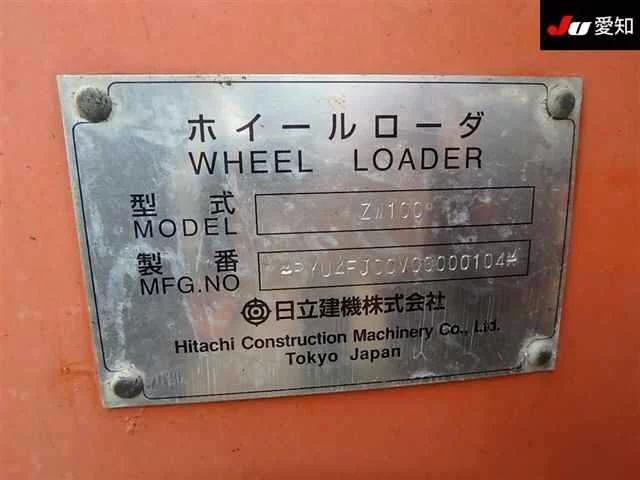 JU 愛知
ホイールローダ
WHEEL LOADER
型式 ZW100
MODEL
製番
MFG.NO
日立建機株式会社
Hitachi Construction Machinery Co., Ltd.
Tokyo Japan